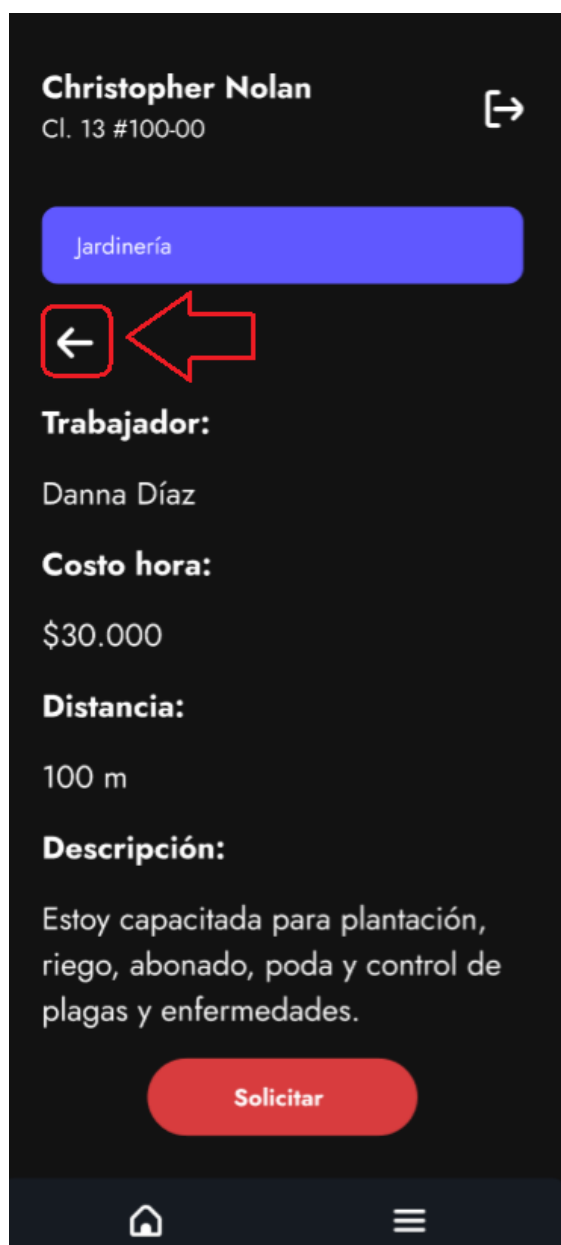 Christopher Nolan
Cl. 13 #100-00
Jardinería
Trabajador:
Danna Díaz
Costo hora:
$30.000
Distancia:
100 m
Descripción:
Estoy capacitada para plantación,
riego, abonado, poda y control de
plagas y enfermedades.
Solicitar